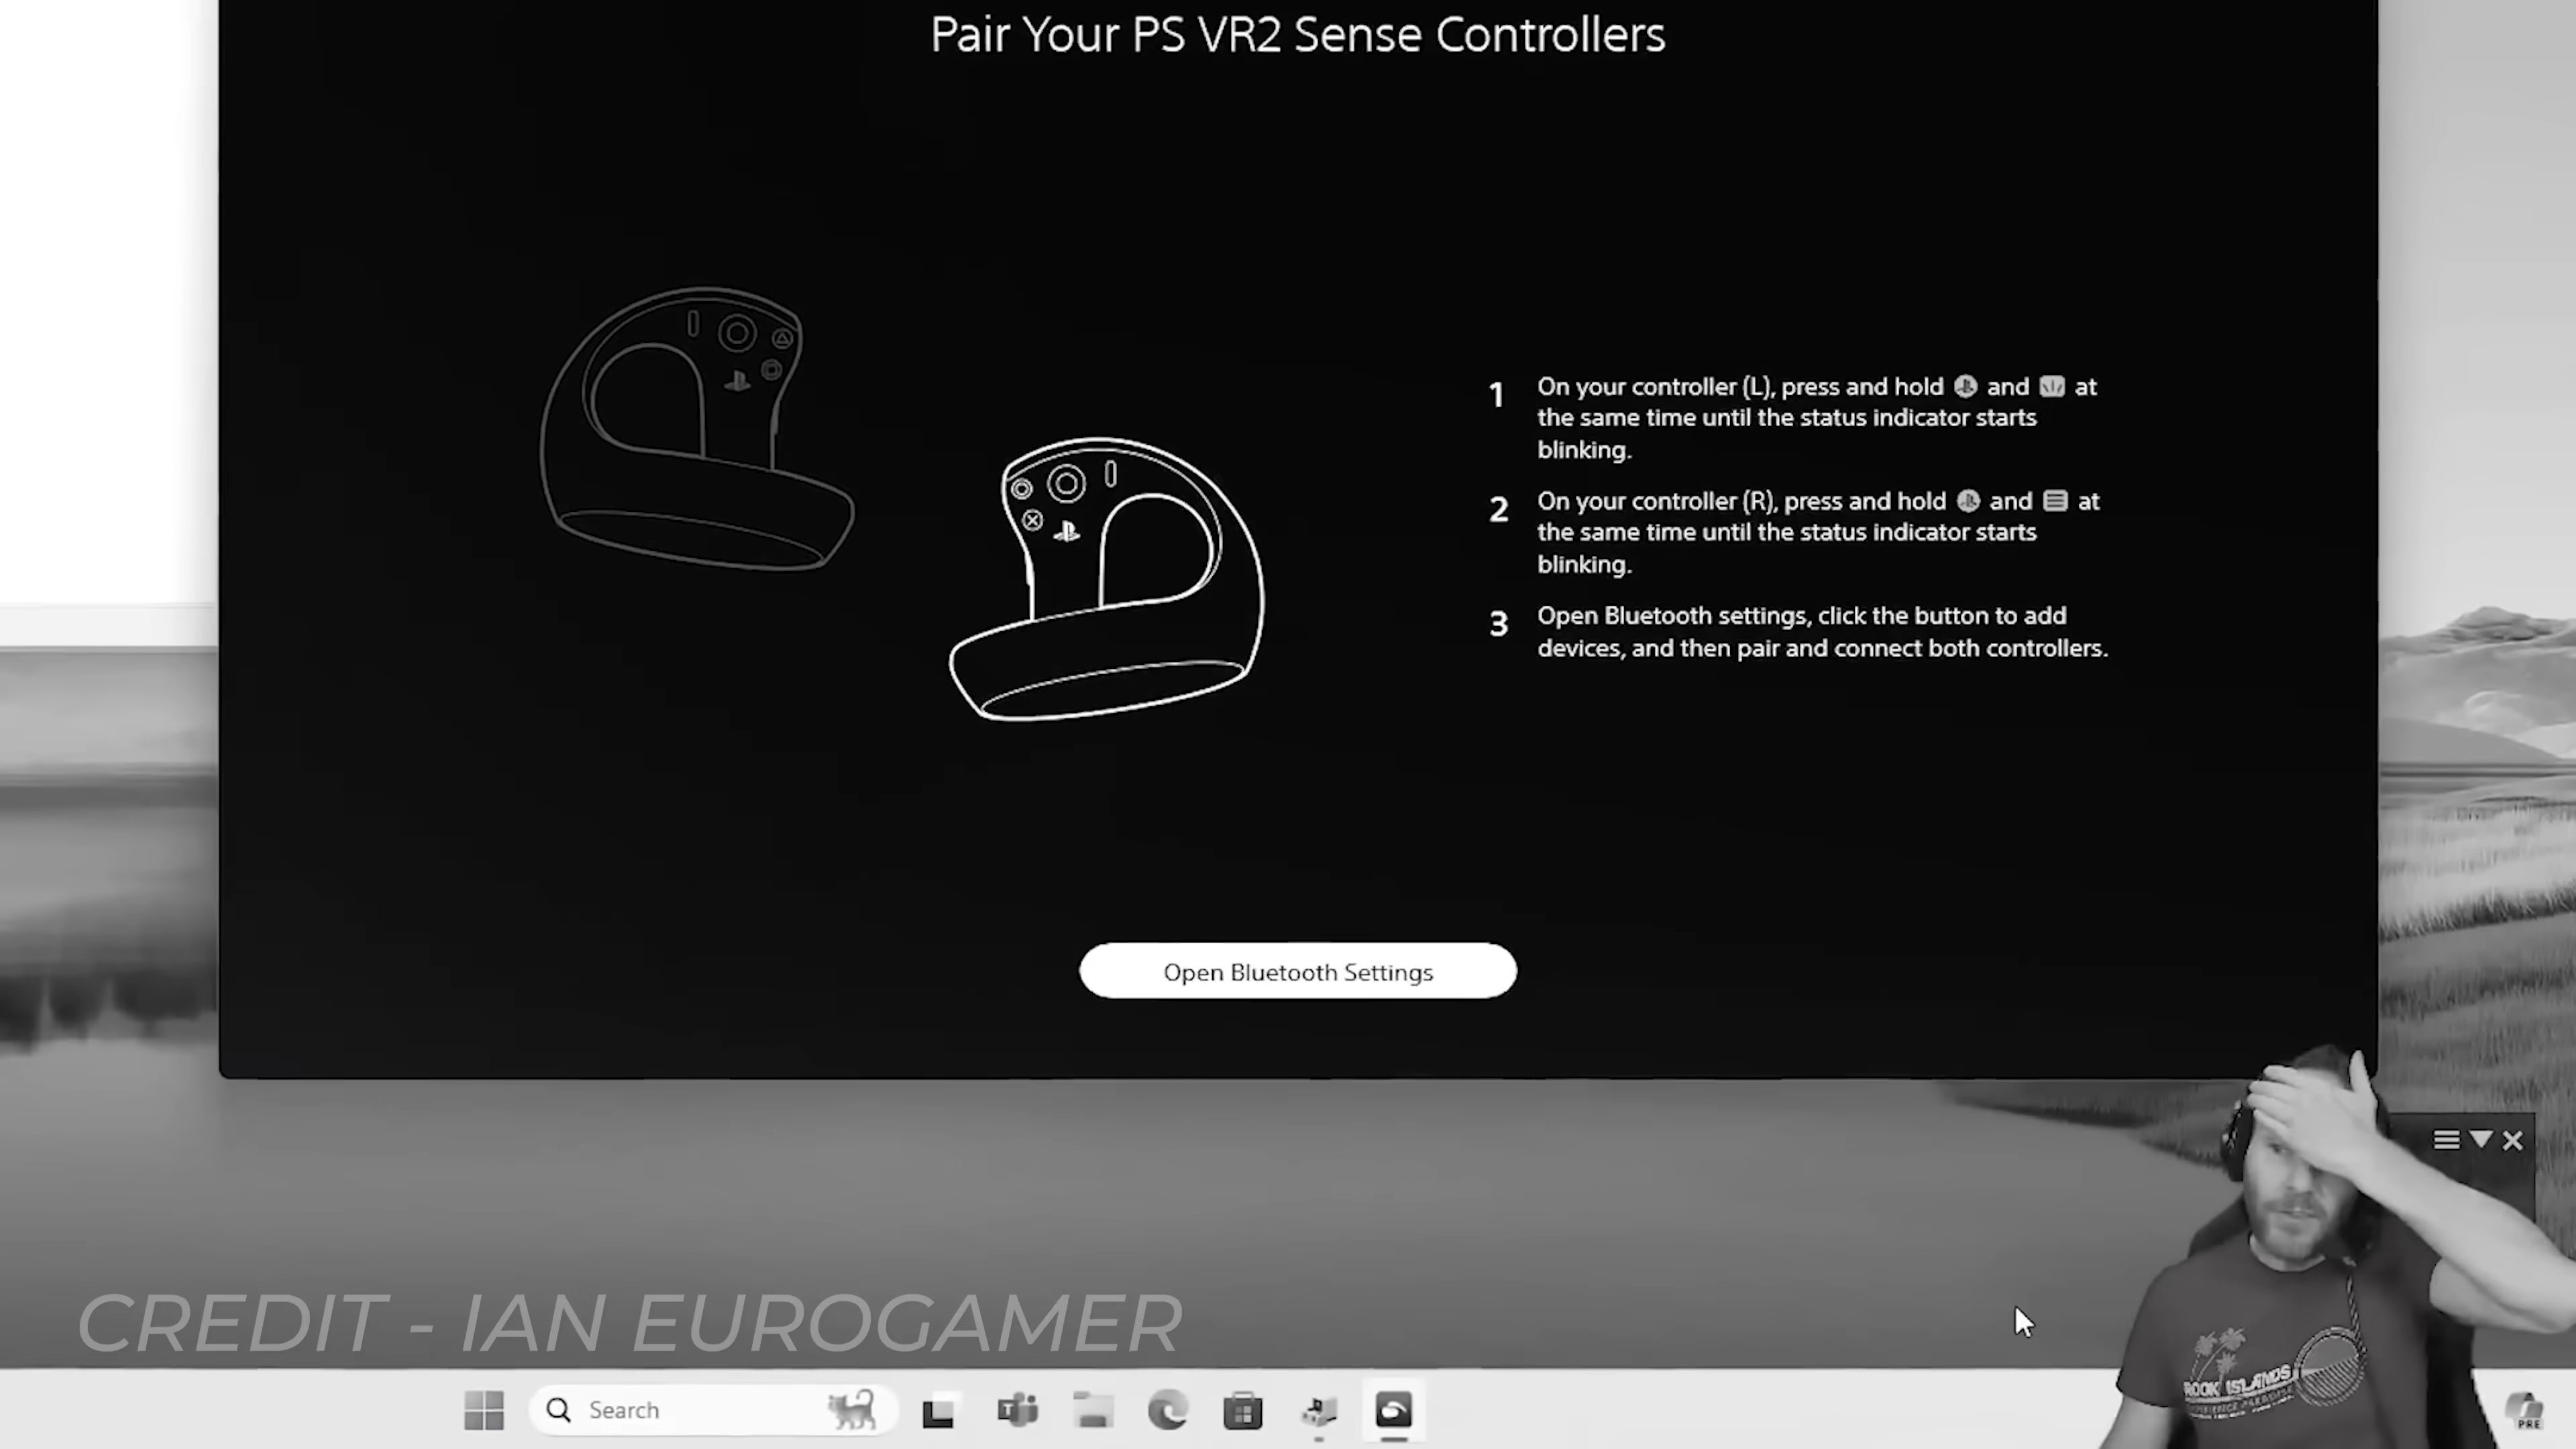 Pair Your PS VR2 Sense Controllers
1 On your controller (L), press and hold and at
the same time until the status indicator starts
blinking.
2 On your controller (R), press and hold and at
the same time until the status indicator starts
blinking.
3 Open Bluetooth settings, click the button to add
devices, and then pair and connect both controllers.
Open Bluetooth Settings
CREDIT - IAN EUROGAMER
ROOK ISLANDS
Search
PRE